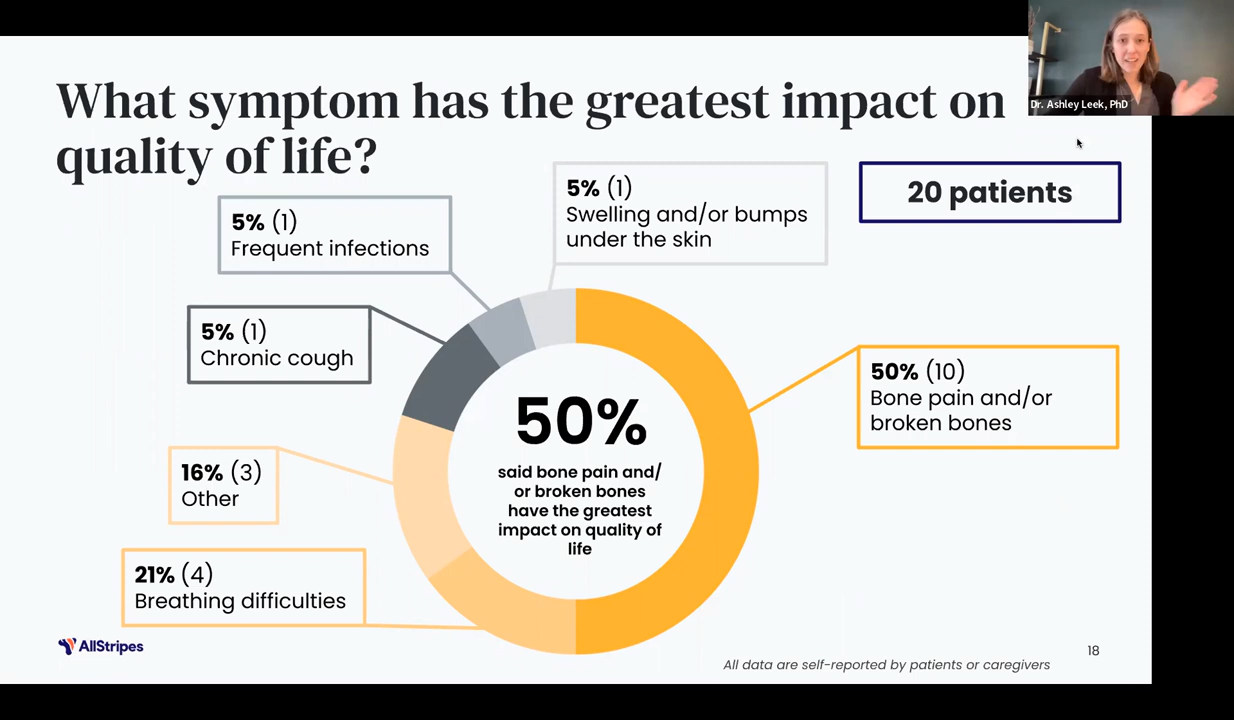 Dr. Ashley Leek, PhD
What symptom has the greatest impact on
quality of life?
20 patients
5% (1)
Swelling and/or bumps
under the skin
5% (1)
Frequent infections
5% (1)
Chronic cough
50% (10)
Bone pain and/or
broken bones
50%
said bone pain and/
or broken bones
have the greatest
impact on quality of
life
16% (3)
Other
21% (4)
Breathing difficulties
AllStripes
18
All data are self-reported by patients or caregivers